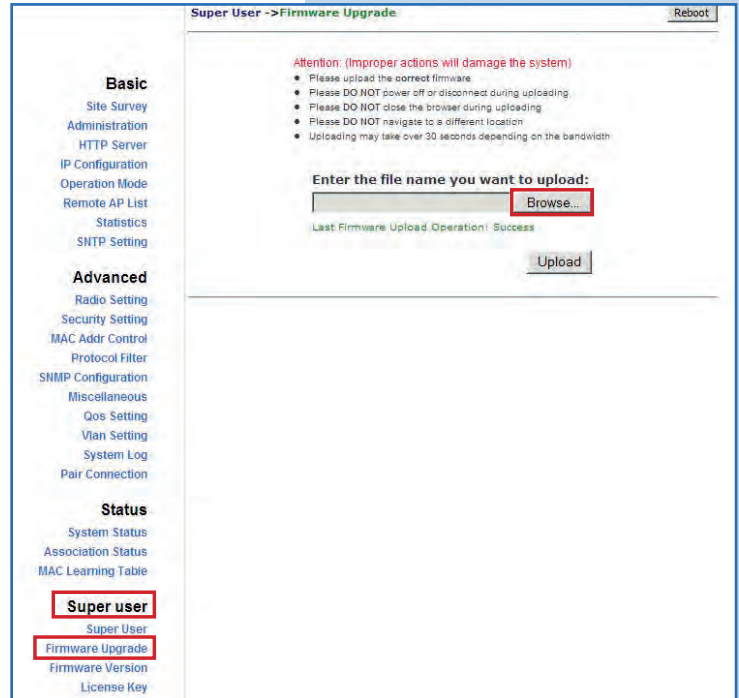 Super User ->Firmware Upgrade
Reboot
Attention: (Improper actions will damage the system)
• Please upload the correct firmware
• Please DO NOT power off or disconnect during uploading
• Please DO NOT close the browser during uploading
• Please DO NOT navigate to a different location
• Uploading may take over 30 seconds depending on the bandwidth
Enter the file name you want to upload:
Browse...
Last Firmware Upload Operation: Success
Upload
Basic
Site Survey
Administration
HTTP Server
IP Configuration
Operation Mode
Remote AP List
Statistics
SNTP Setting
Advanced
Radio Setting
Security Setting
MAC Addr Control
Protocol Filter
SNMP Configuration
Miscellaneous
Qos Setting
Vlan Setting
System Log
Pair Connection
Status
System Status
Association Status
MAC Learning Table
Super user
Super User
Firmware Upgrade
Firmware Version
License Key